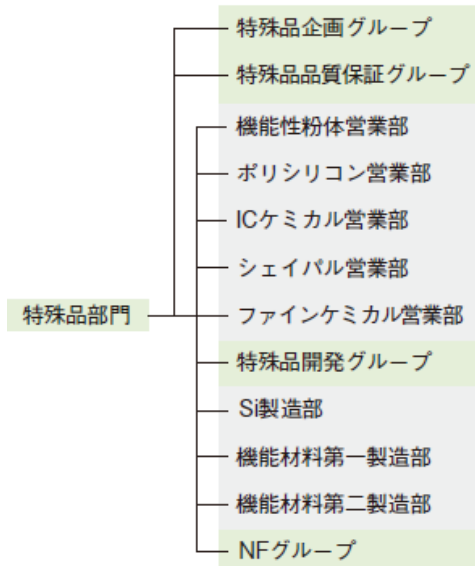 特殊品企画グループ
特殊品品質保証グループ
機能性粉体営業部
ポリシリコン営業部
ICケミカル営業部
シェイパル営業部
特殊品部門
ファインケミカル営業部
特殊品開発グループ
Si製造部
機能材料第一製造部
機能材料第二製造部
NFグループ